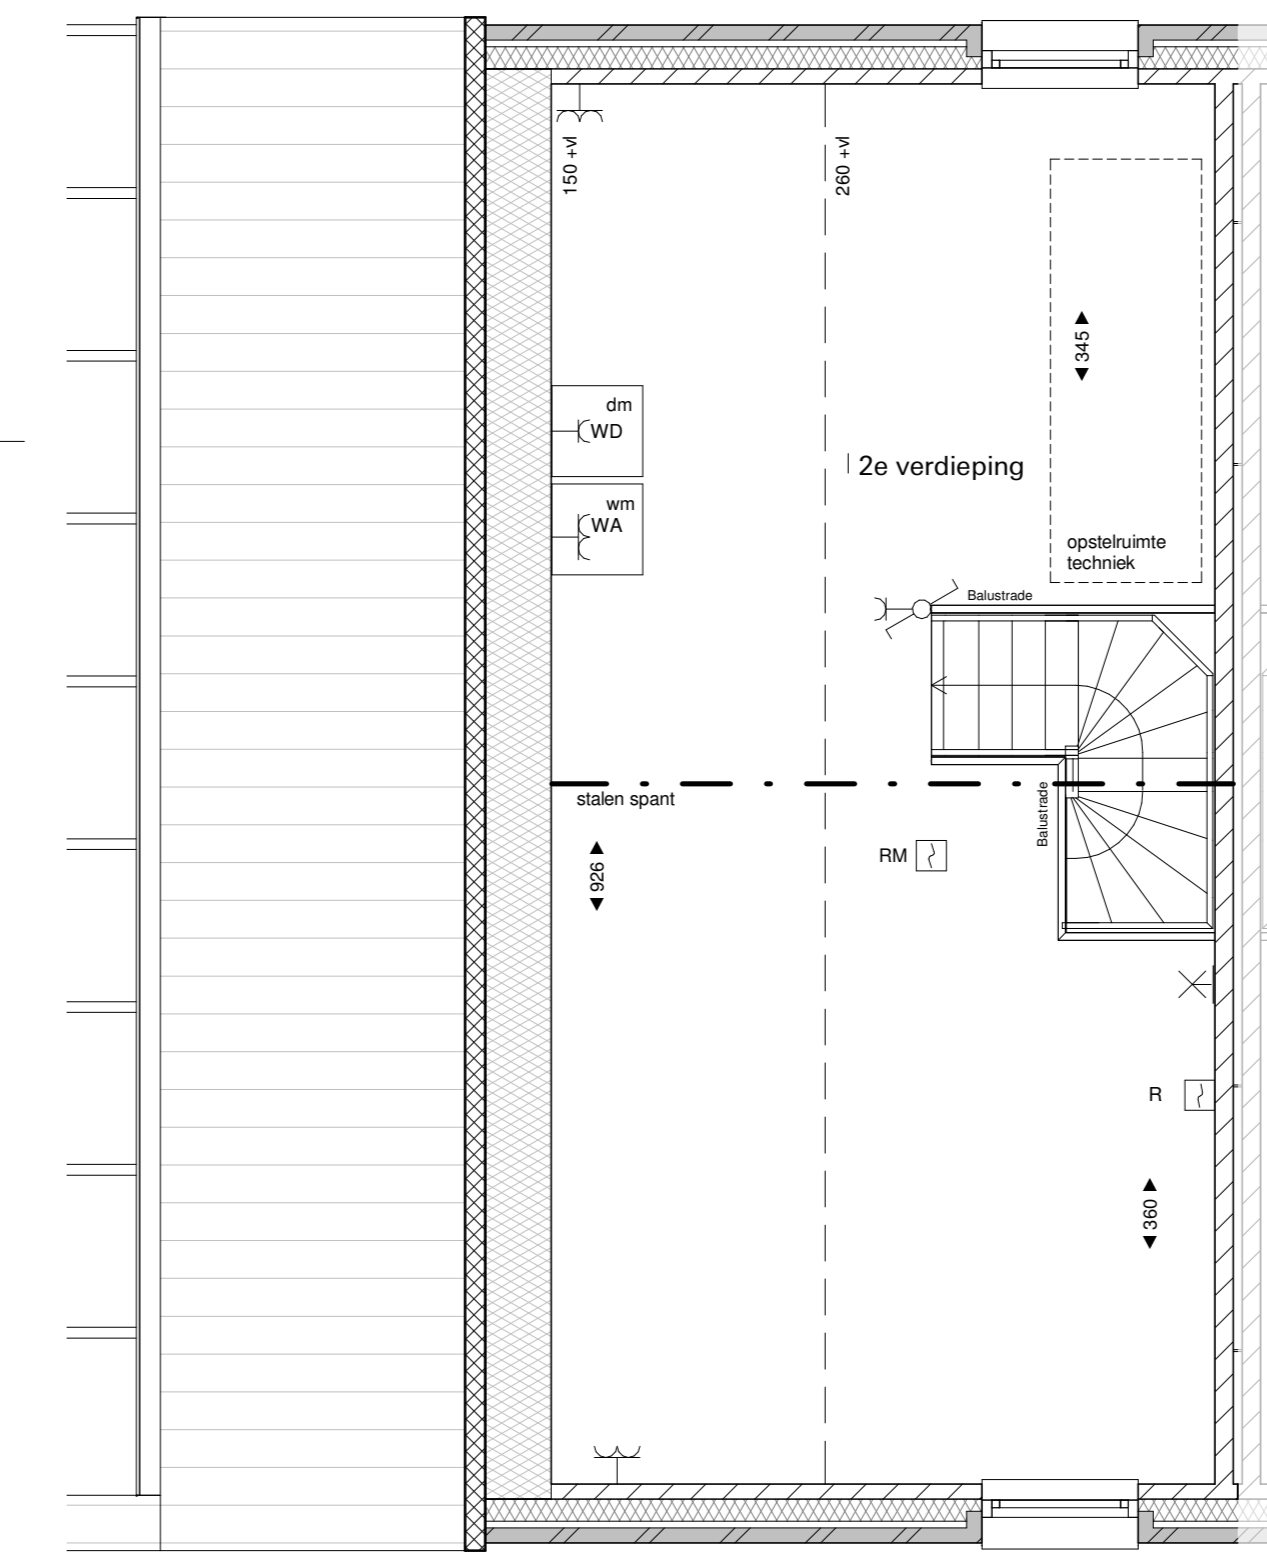 150 +vl
260 +vl
345
dm
WD
2e verdieping
wm
WA
opstelruimte
techniek
Balustrade
stalen spant
Balustrade
926
RM
R
360